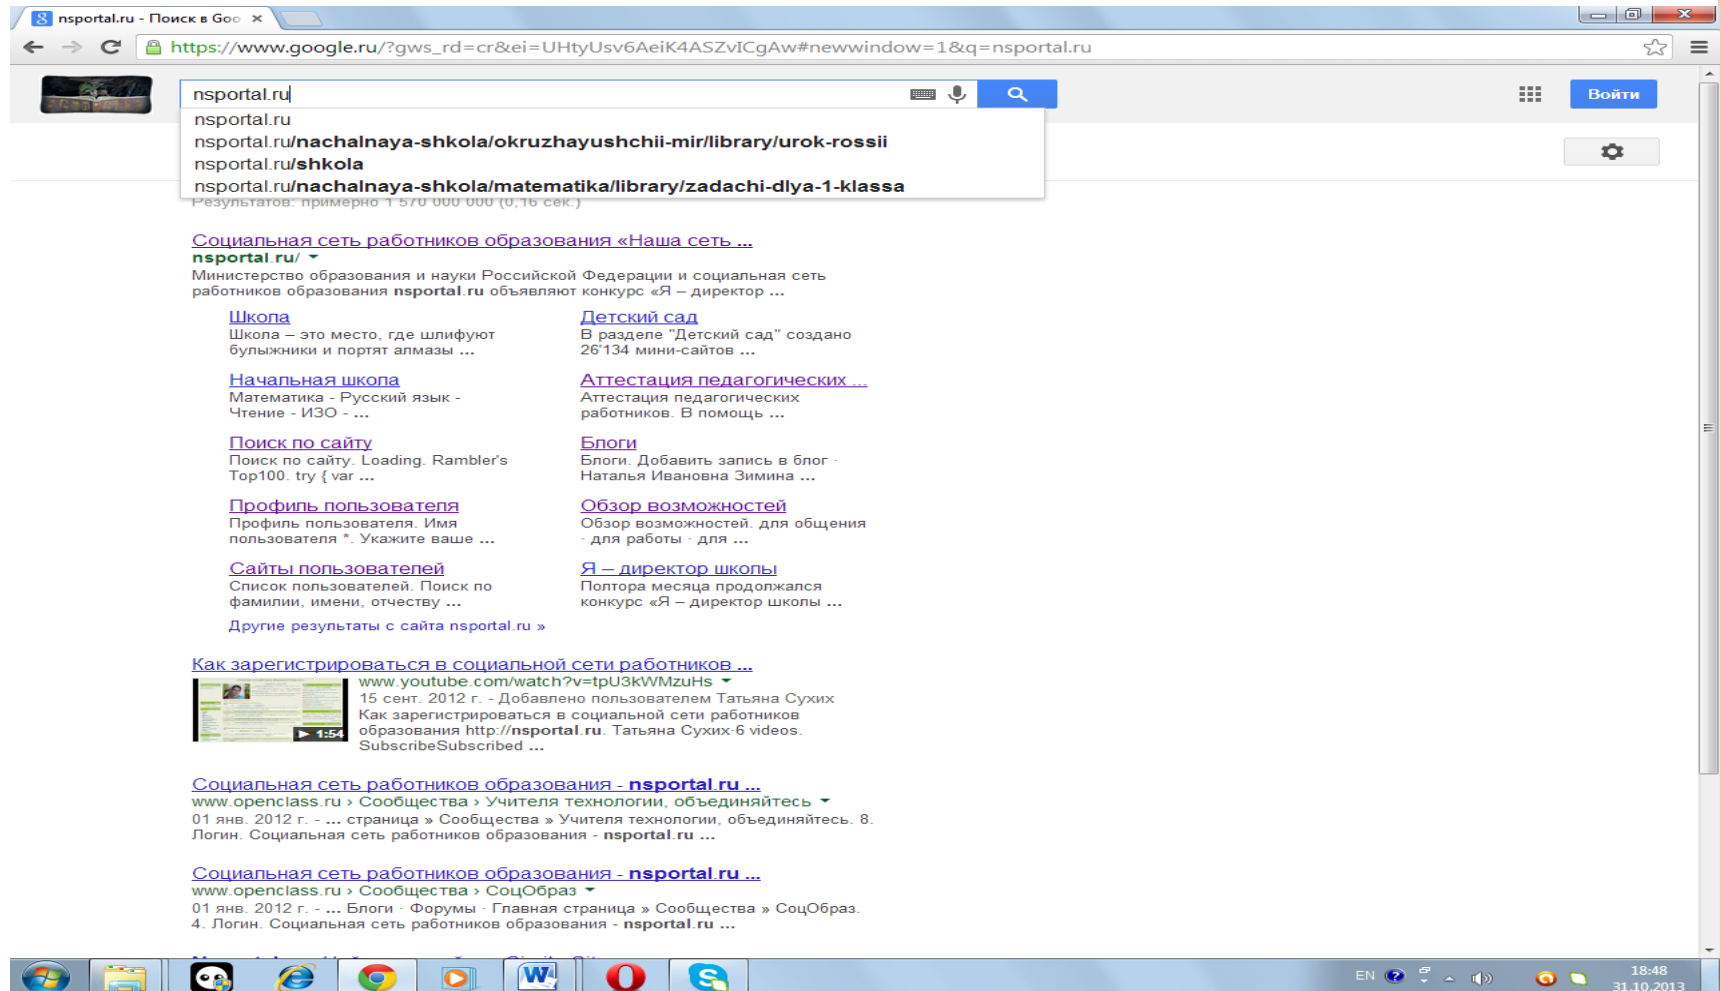 nsportal.ru - Поиск в Goo
https://www.google.ru/?gws_rd=cr&ei=UHtyUsv6AeiK4ASZvICgAw#newwindow=1&q=nsportal.ru
nsportal.ru
Войти
nsportal.ru
nsportal.ru/nachalnaya-shkola/okruzhayushchii-mir/library/urok-rossii
nsportal.ru/shkola
nsportal.ru/nachalnaya-shkola/matematika/library/zadachi-dlya-1-klassa
Результатов: примерно 1 570 000 000 (0,16 сек.)
Социальная сеть работников образования «Наша сеть ...
nsportal.ru/
Министерство образования и науки Российской Федерации и социальная сеть
работников образования nsportal.ru объявляют конкурс «Я – директор ...
Школа
Школа – это место, где шлифуют
булыжники и портят алмазы ...
Детский сад
В разделе "Детский сад" создано
26'134 мини-сайтов ...
Начальная школа
Математика - Русский язык -
Чтение - ИЗО - ...
Аттестация педагогических ...
Аттестация педагогических
работников. В помощь ...
Поиск по сайту
Поиск по сайту. Loading. Rambler's
Top100. try { var ...
Блоги
Блоги. Добавить запись в блог ·
Наталья Ивановна Зимина ...
Профиль пользователя
Профиль пользователя. Имя
пользователя *. Укажите ваше ...
Обзор возможностей
Обзор возможностей. для общения
· для работы · для ...
Сайты пользователей
Список пользователей. Поиск по
фамилии, имени, отчеству ...
Я – директор школы
Полтора месяца продолжался
конкурс «Я – директор школы ...
Другие результаты с сайта nsportal.ru »
Как зарегистрироваться в социальной сети работников ...
www.youtube.com/watch?v=tpU3kWMzuHs
15 сент. 2012 г. - Добавлено пользователем Татьяна Сухих
Как зарегистрироваться в социальной сети работников
образования http://nsportal.ru. Татьяна Сухих·6 videos.
SubscribeSubscribed ...
1:54
Социальная сеть работников образования - nsportal.ru ...
www.openclass.ru › Сообщества › Учителя технологии, объединяйтесь
01 янв. 2012 г. - ... страница » Сообщества » Учителя технологии, объединяйтесь. 8.
Логин. Социальная сеть работников образования - nsportal.ru ...
Социальная сеть работников образования - nsportal.ru ...
www.openclass.ru › Сообщества › СоцОбраз
01 янв. 2012 г. - ... Блоги · Форумы · Главная страница » Сообщества » СоцОбраз.
4. Логин. Социальная сеть работников образования - nsportal.ru ...
EN
18:48
31.10.2013